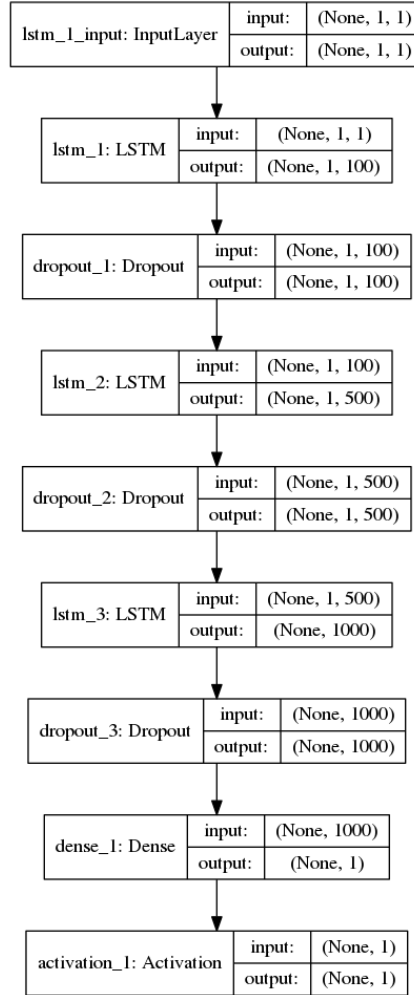 lstm_1_input: InputLayer
input: (None, 1, 1)
output: (None, 1, 1)
lstm_1: LSTM
input: (None, 1, 1)
output: (None, 1, 100)
dropout_1: Dropout
input: (None, 1, 100)
output: (None, 1, 100)
lstm_2: LSTM
input: (None, 1, 100)
output: (None, 1, 500)
dropout_2: Dropout
input: (None, 1, 500)
output: (None, 1, 500)
lstm_3: LSTM
input: (None, 1, 500)
output: (None, 1000)
dropout_3: Dropout
input: (None, 1000)
output: (None, 1000)
dense_1: Dense
input: (None, 1000)
output: (None, 1)
activation_1: Activation
input: (None, 1)
output: (None, 1)